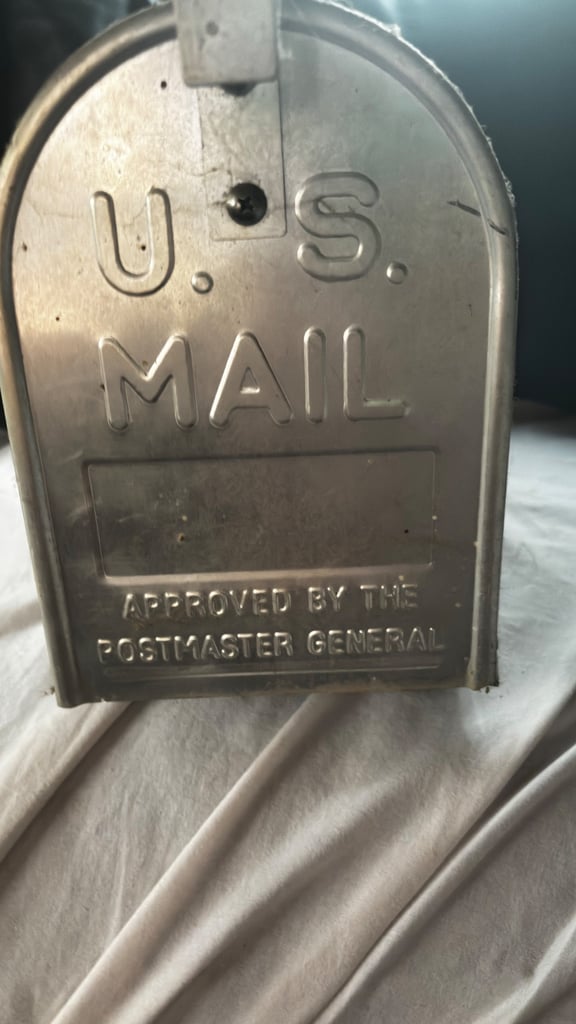 U. S.
MAIL
APPROVED BY THE
POSTMASTER GENERAL